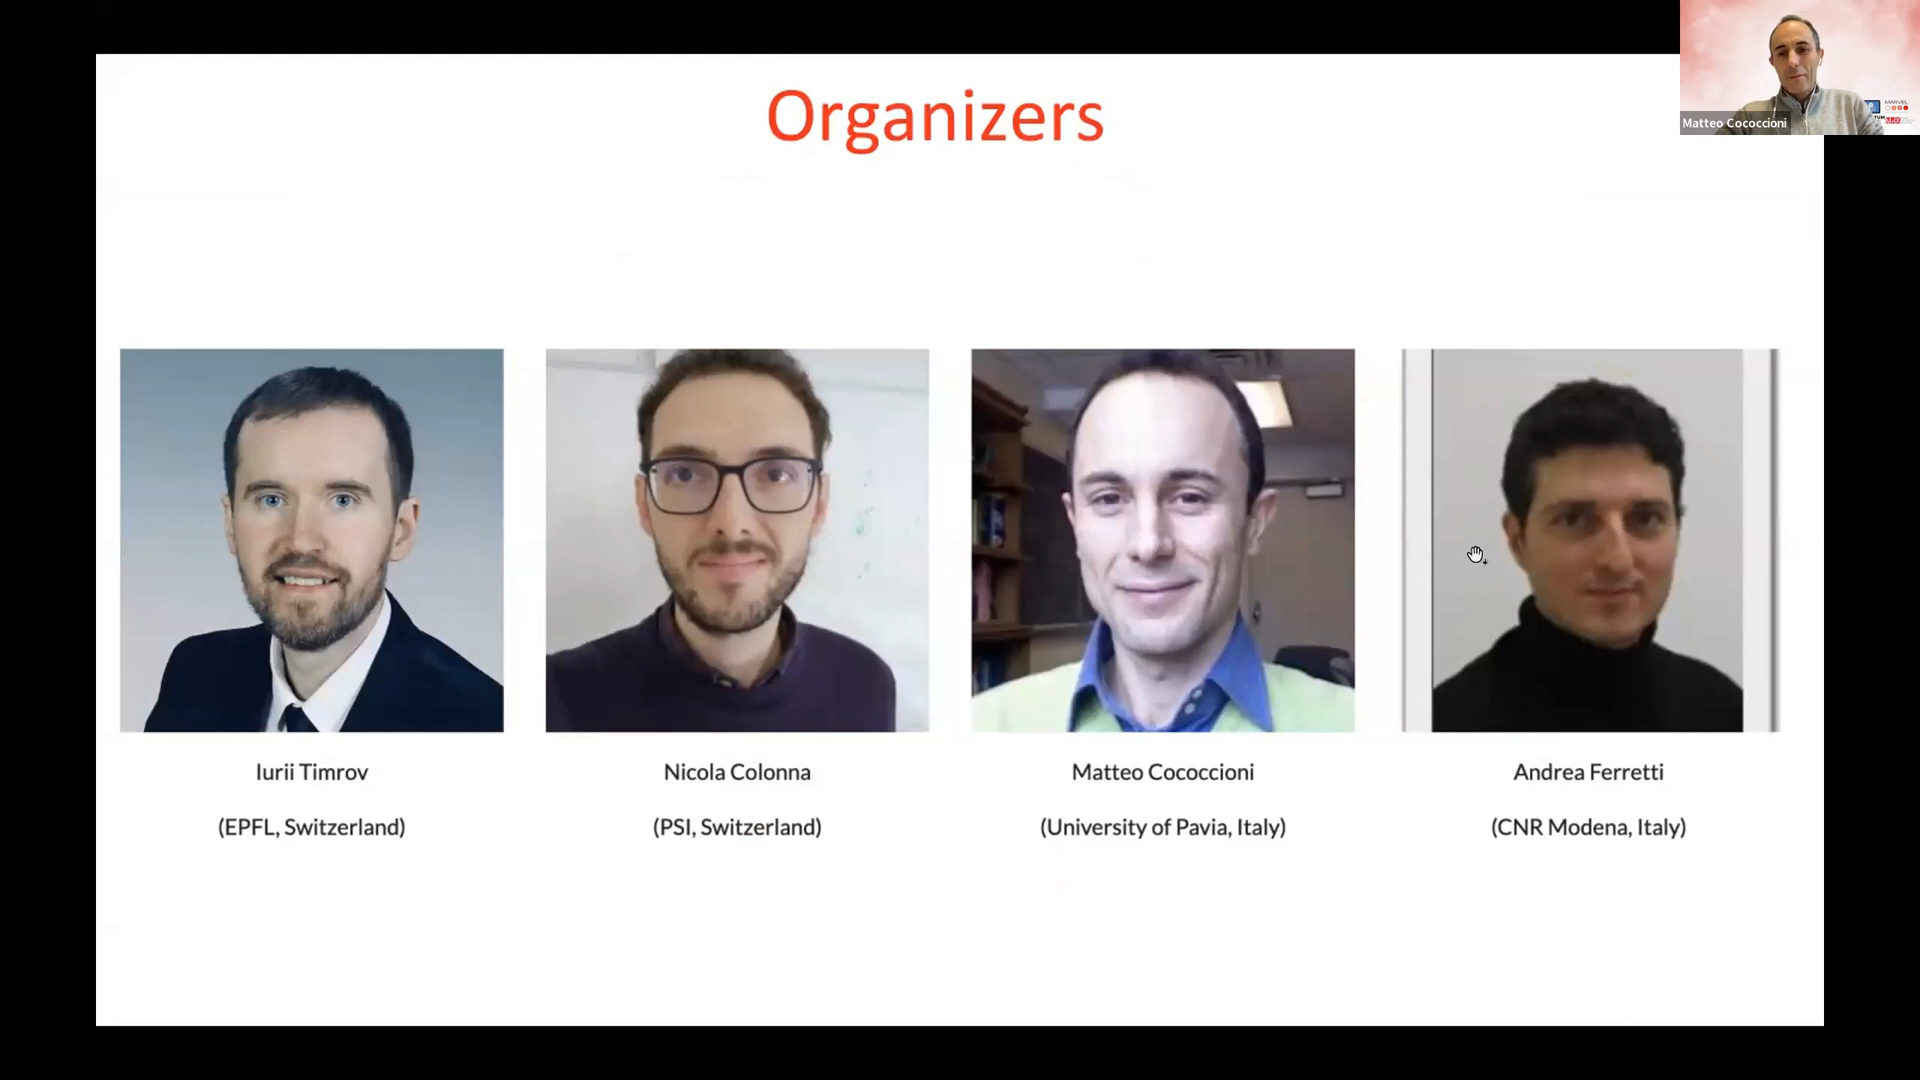 Organizers
MARVEL
Matteo Cococcioni
Iurii Timrov
(EPFL, Switzerland)
Nicola Colonna
(PSI, Switzerland)
Matteo Cococcioni
(University of Pavia, Italy)
Andrea Ferretti
(CNR Modena, Italy)